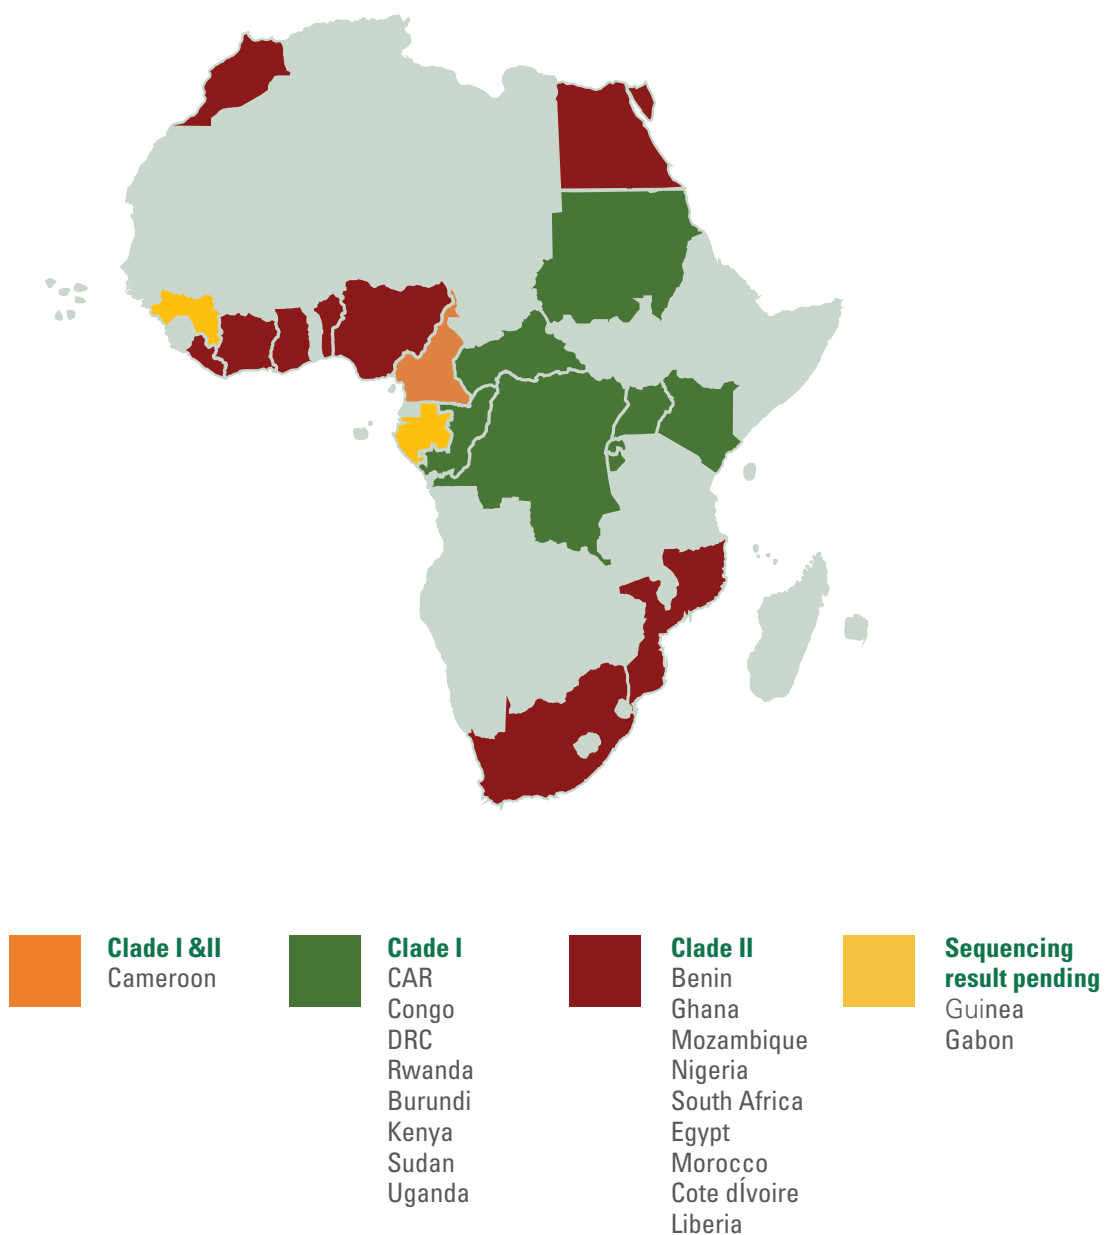 Clade I &II
Cameroon
Clade I
CAR
Congo
DRC
Rwanda
Burundi
Kenya
Sudan
Uganda
Clade II
Benin
Ghana
Mozambique
Nigeria
South Africa
Egypt
Morocco
Cote dÍvoire
Liberia
Sequencing
result pending
Guinea
Gabon